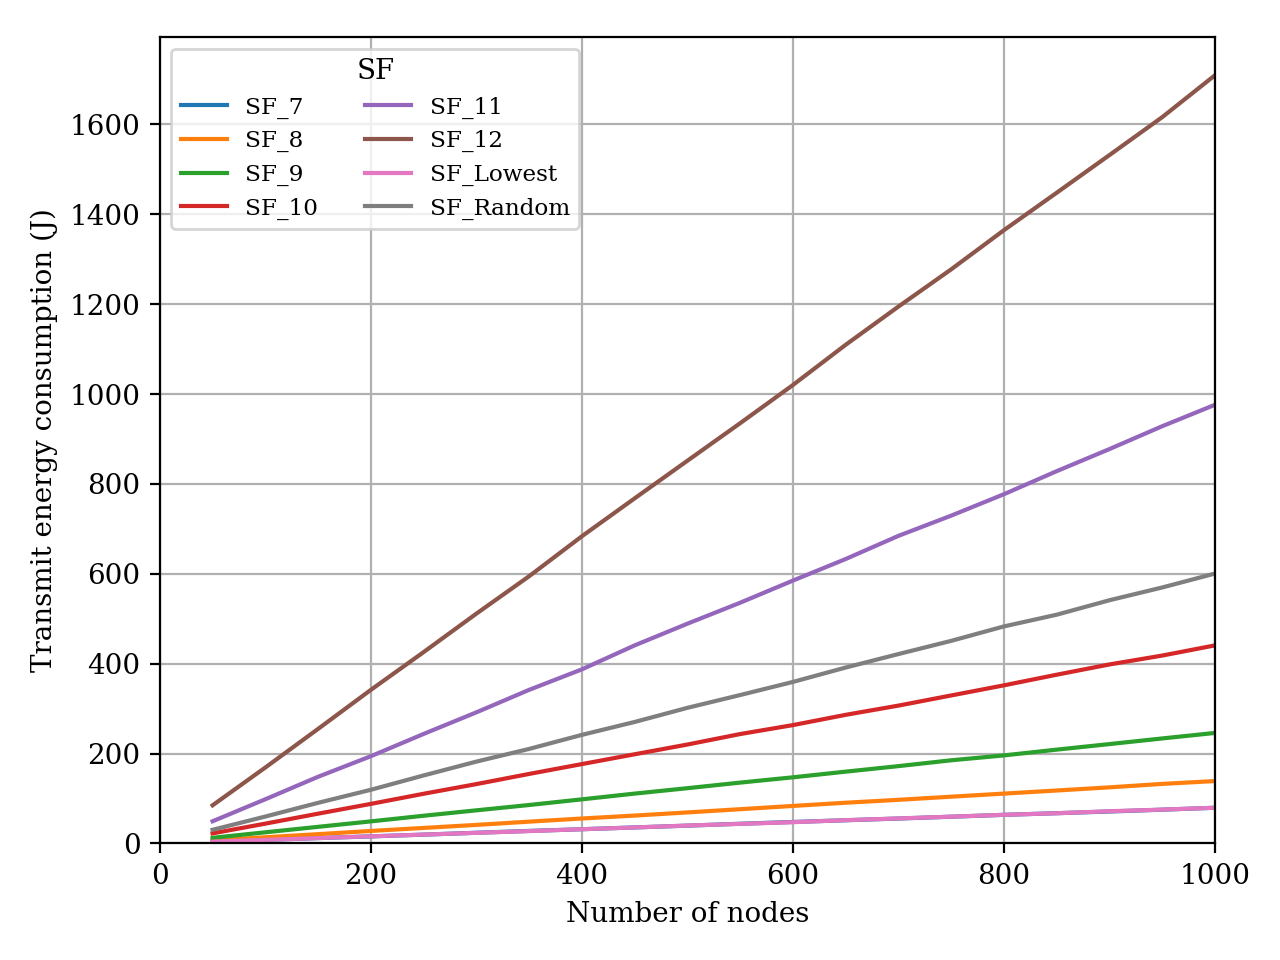 SF
SF_7
SF_8
SF_9
SF_10
SF_11
SF_12
SF_Lowest
SF_Random
Transmit energy consumption (J)
1600
1400
1200
1000
800
600
400
200
0
0 200 400 600 800 1000
Number of nodes